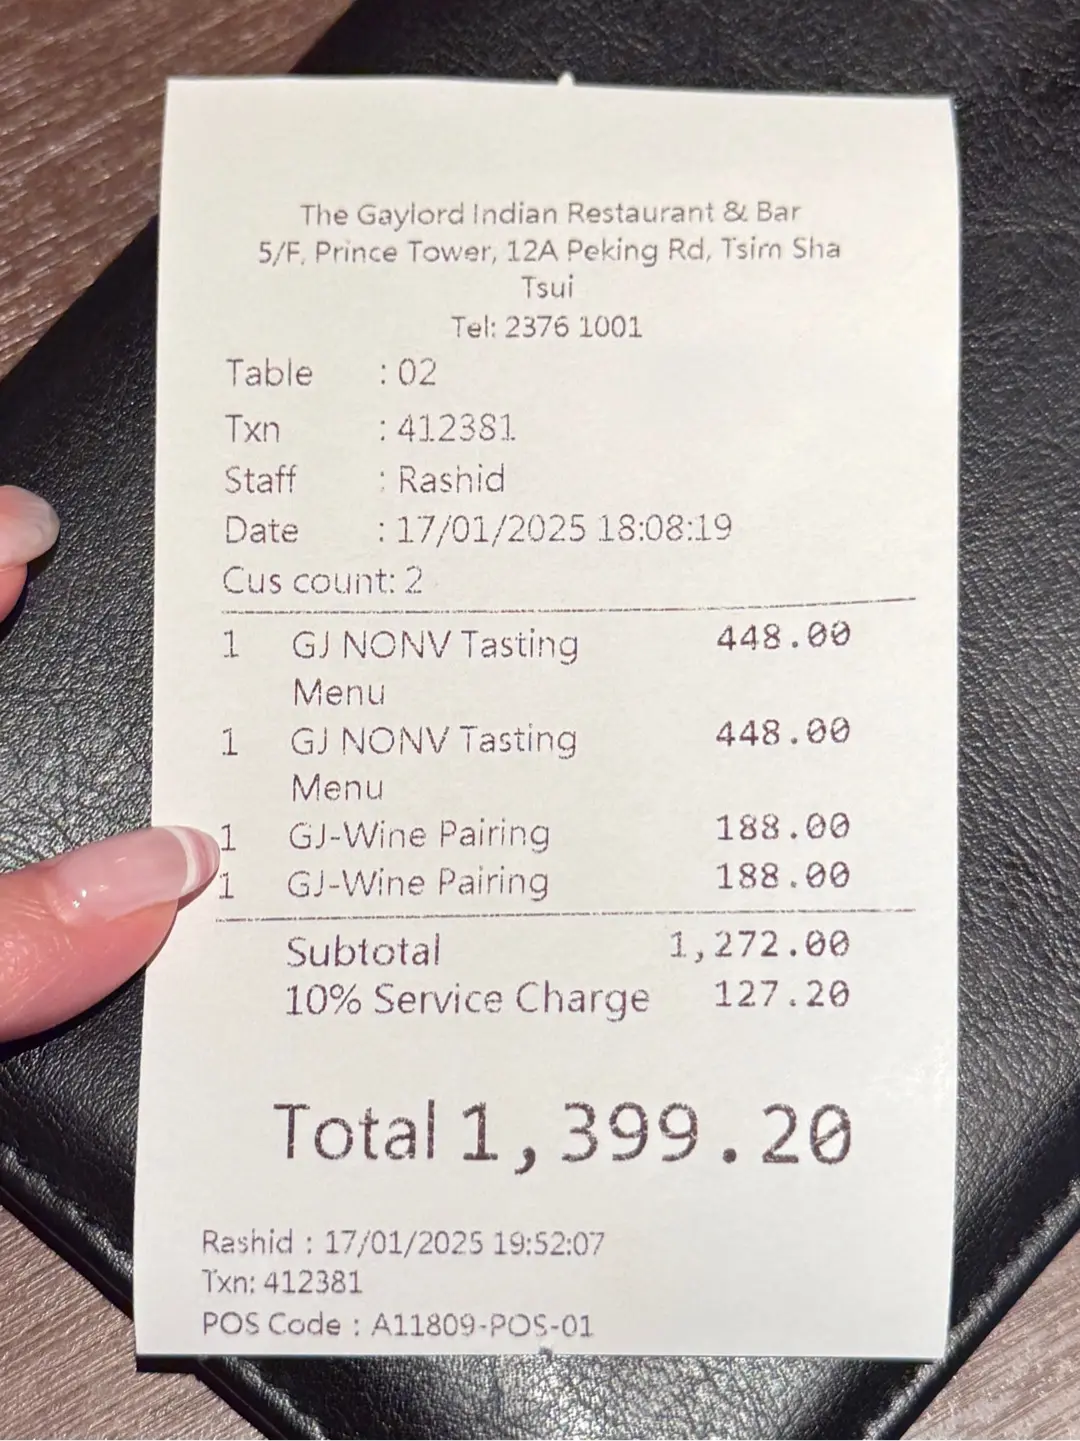 The Gaylord Indian Restaurant & Bar
5/F, Prince Tower, 12A Peking Rd, Tsim Sha
Tsui
Tel: 2376 1001
Table : 02
Txn : 412381
Staff : Rashid
Date : 17/01/2025 18:08:19
Cus count: 2
1 GJ NONV Tasting 448.00
Menu
1 GJ NONV Tasting 448.00
Menu
1 GJ-Wine Pairing 188.00
1 GJ-Wine Pairing 188.00
Subtotal 1,272.00
10% Service Charge 127.20
Total 1,399.20
Rashid : 17/01/2025 19:52:07
Txn: 412381
POS Code : A11809-POS-01